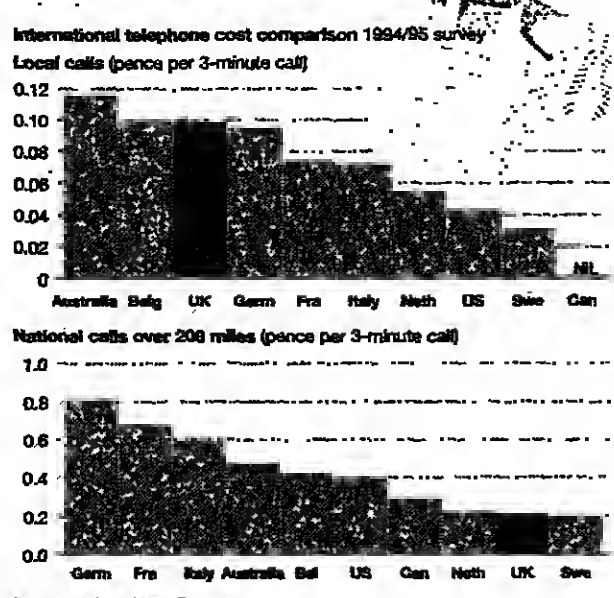 International telephone cost comparison 1994/95 survey
Local calls (pence per 3-minute call)
0.12
0.10
0.08
0.06
0.04
0.02
0
NIL
Australia Belg UK Germ Fra Italy Neth US Swe Can
National calls over 208 miles (pence per 3-minute call)
1.0
0.8
0.6
0.4
0.2
0.0
Germ Fra Italy Australia Bel US Can Neth UK Swe